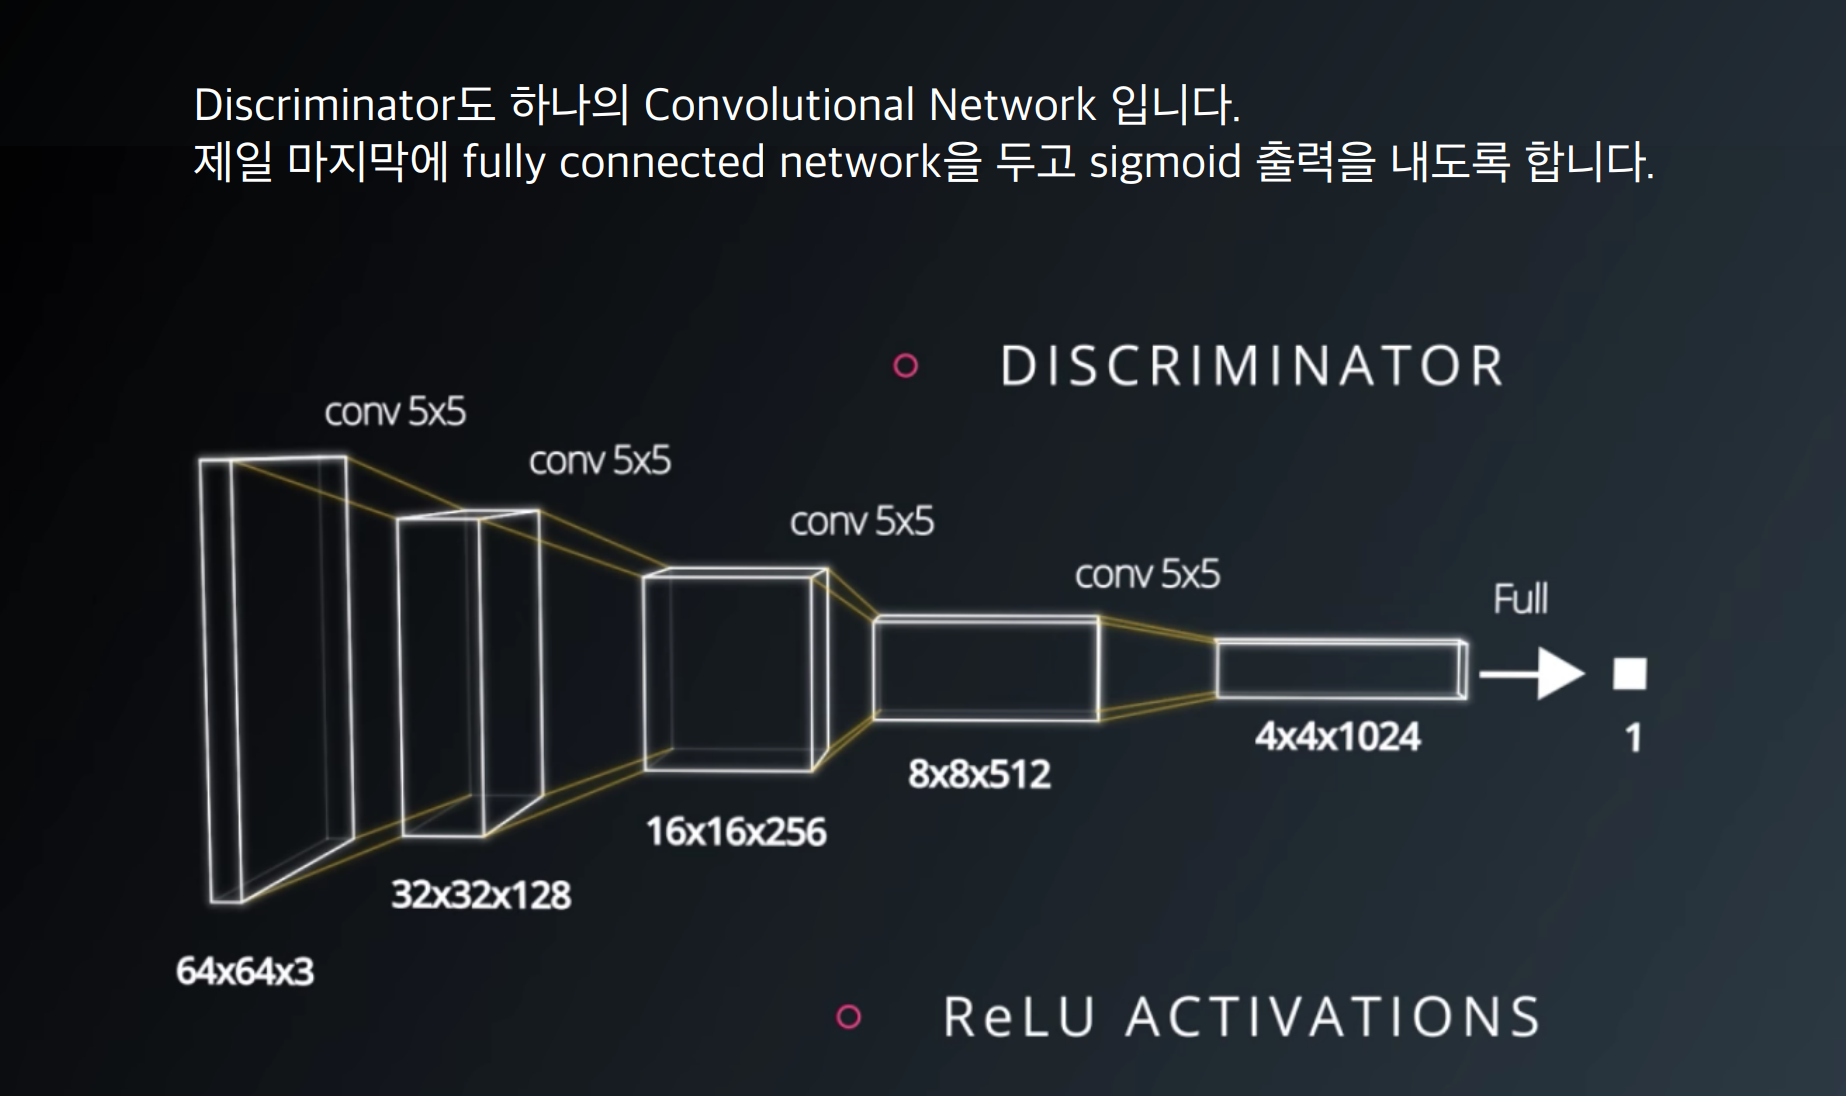 Discriminator도 하나의 Convolutional Network 입니다.
제일 마지막에 fully connected network을 두고 sigmoid 출력을 내도록 합니다.
DISCRIMINATOR
conv 5x5
conv 5x5
conv 5x5
conv 5x5
Full
64x64x3
32x32x128
16x16x256
8x8x512
4x4x1024
1
ReLU ACTIVATIONS